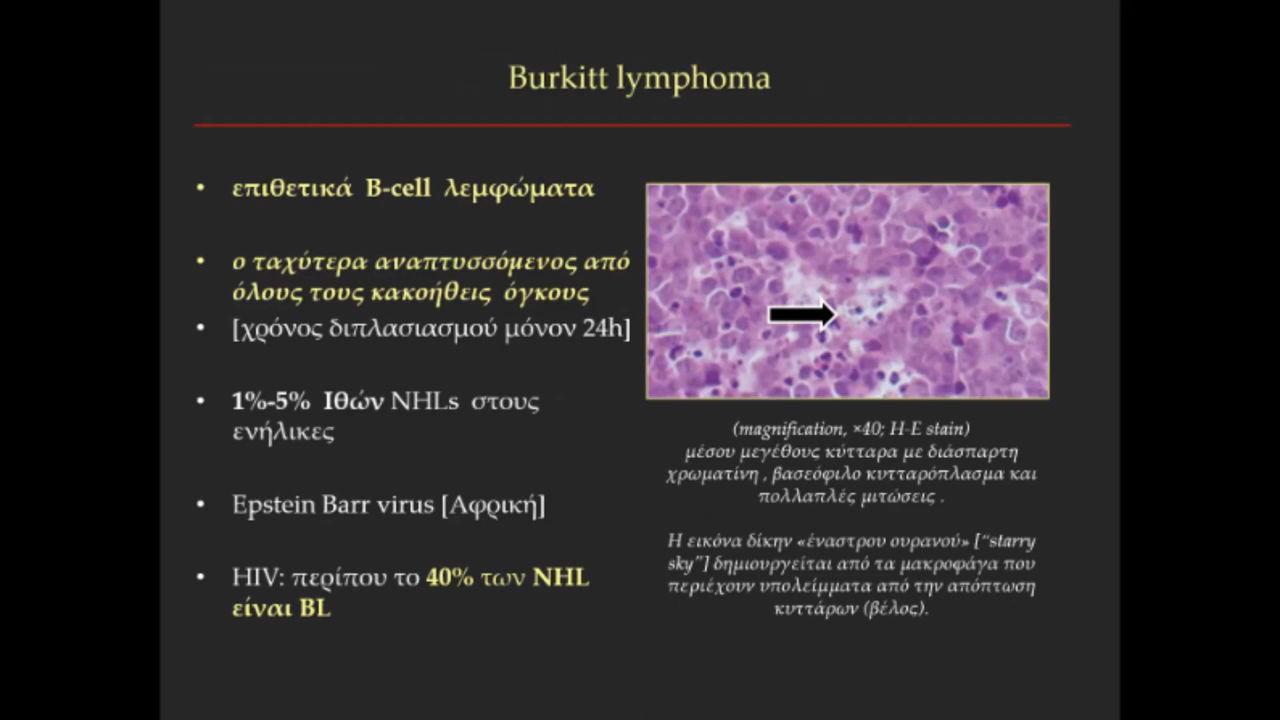 Burkitt lymphoma
• επιθετικά B-cell λεμφώματα
• ο ταχύτερα αναπτυσσόμενος από
όλους τους κακοήθεις όγκους
• [χρόνος διπλασιασμού μόνον 24h]
• 1%-5% Ιθών NHLs στους
ενήλικες
• Epstein Barr virus [Αφρική]
• HIV: περίπου το 40% των NHL
είναι BL
(magnification, ×40; H-E stain)
μέσου μεγέθους κύτταρα με διάσπαρτη
χρωματίνη , βασεόφιλο κυτταρόπλασμα και
πολλαπλές μιτώσεις .
Η εικόνα δίκην «έναστρου ουρανού» [“starry
sky”] δημιουργείται από τα μακροφάγα που
περιέχουν υπολείμματα από την απόπτωση
κυττάρων (βέλος).